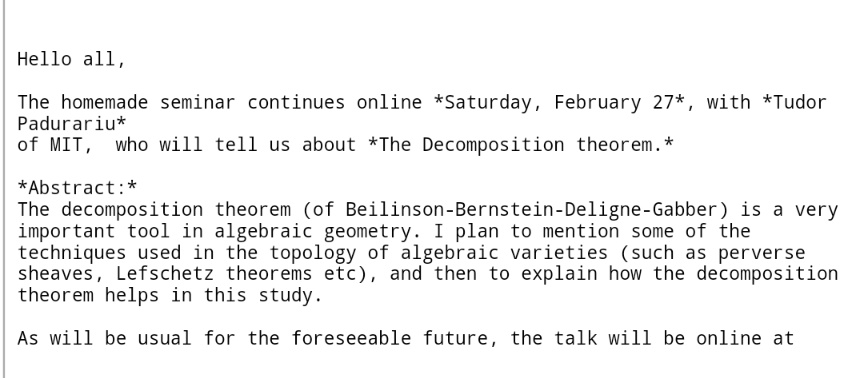 Hello all,
The homemade seminar continues online *Saturday, February 27*, with *Tudor
Padurariu*
of MIT,  who will tell us about *The Decomposition theorem.*
*Abstract:*
The decomposition theorem (of Beilinson-Bernstein-Deligne-Gabber) is a very
important tool in algebraic geometry. I plan to mention some of the
techniques used in the topology of algebraic varieties (such as perverse
sheaves, Lefschetz theorems etc), and then to explain how the decomposition
theorem helps in this study.
As will be usual for the foreseeable future, the talk will be online at